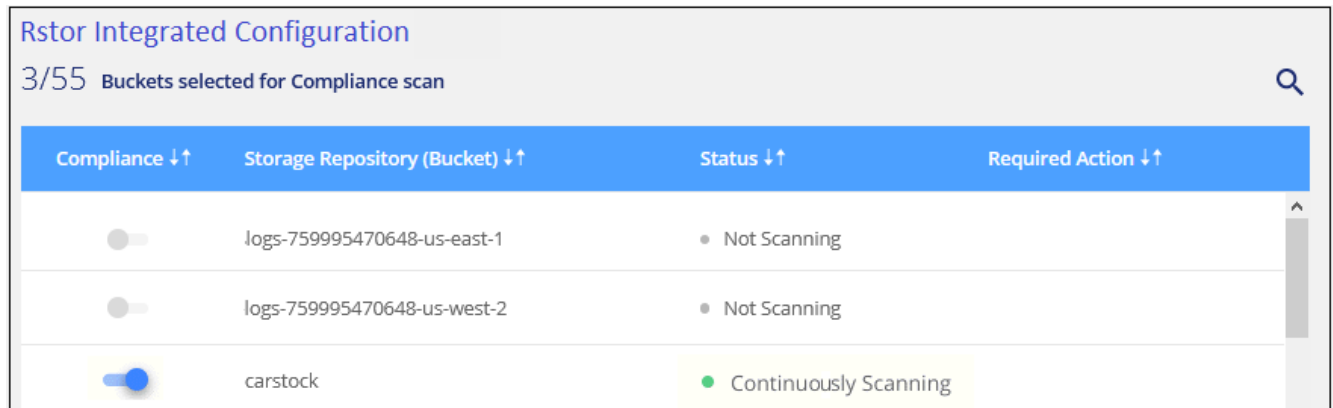 Rstor Integrated Configuration
3/55 Buckets selected for Compliance scan
Compliance ↓↑ Storage Repository (Bucket) ↓↑ Status ↓↑ Required Action ↓↑
logs-759995470648-us-east-1 Not Scanning
logs-759995470648-us-west-2 Not Scanning
carstock Continuously Scanning